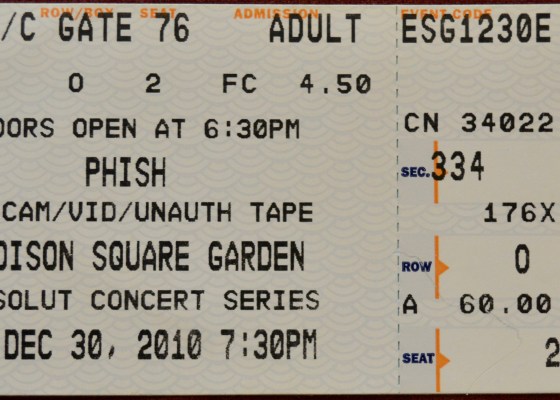 ROW/BOX SEAT ADMISSION EVENT CODE
/C GATE 76 ADULT ESG1230E
O 2 FC 4.50
OORS OPEN AT 6:30PM CN 34022
PHISH SEC. 334
CAM/VID/UNAUTH TAPE 176X
DISON SQUARE GARDEN ROW O
SOLUT CONCERT SERIES A 60.00
DEC 30, 2010 7:30PM SEAT 2